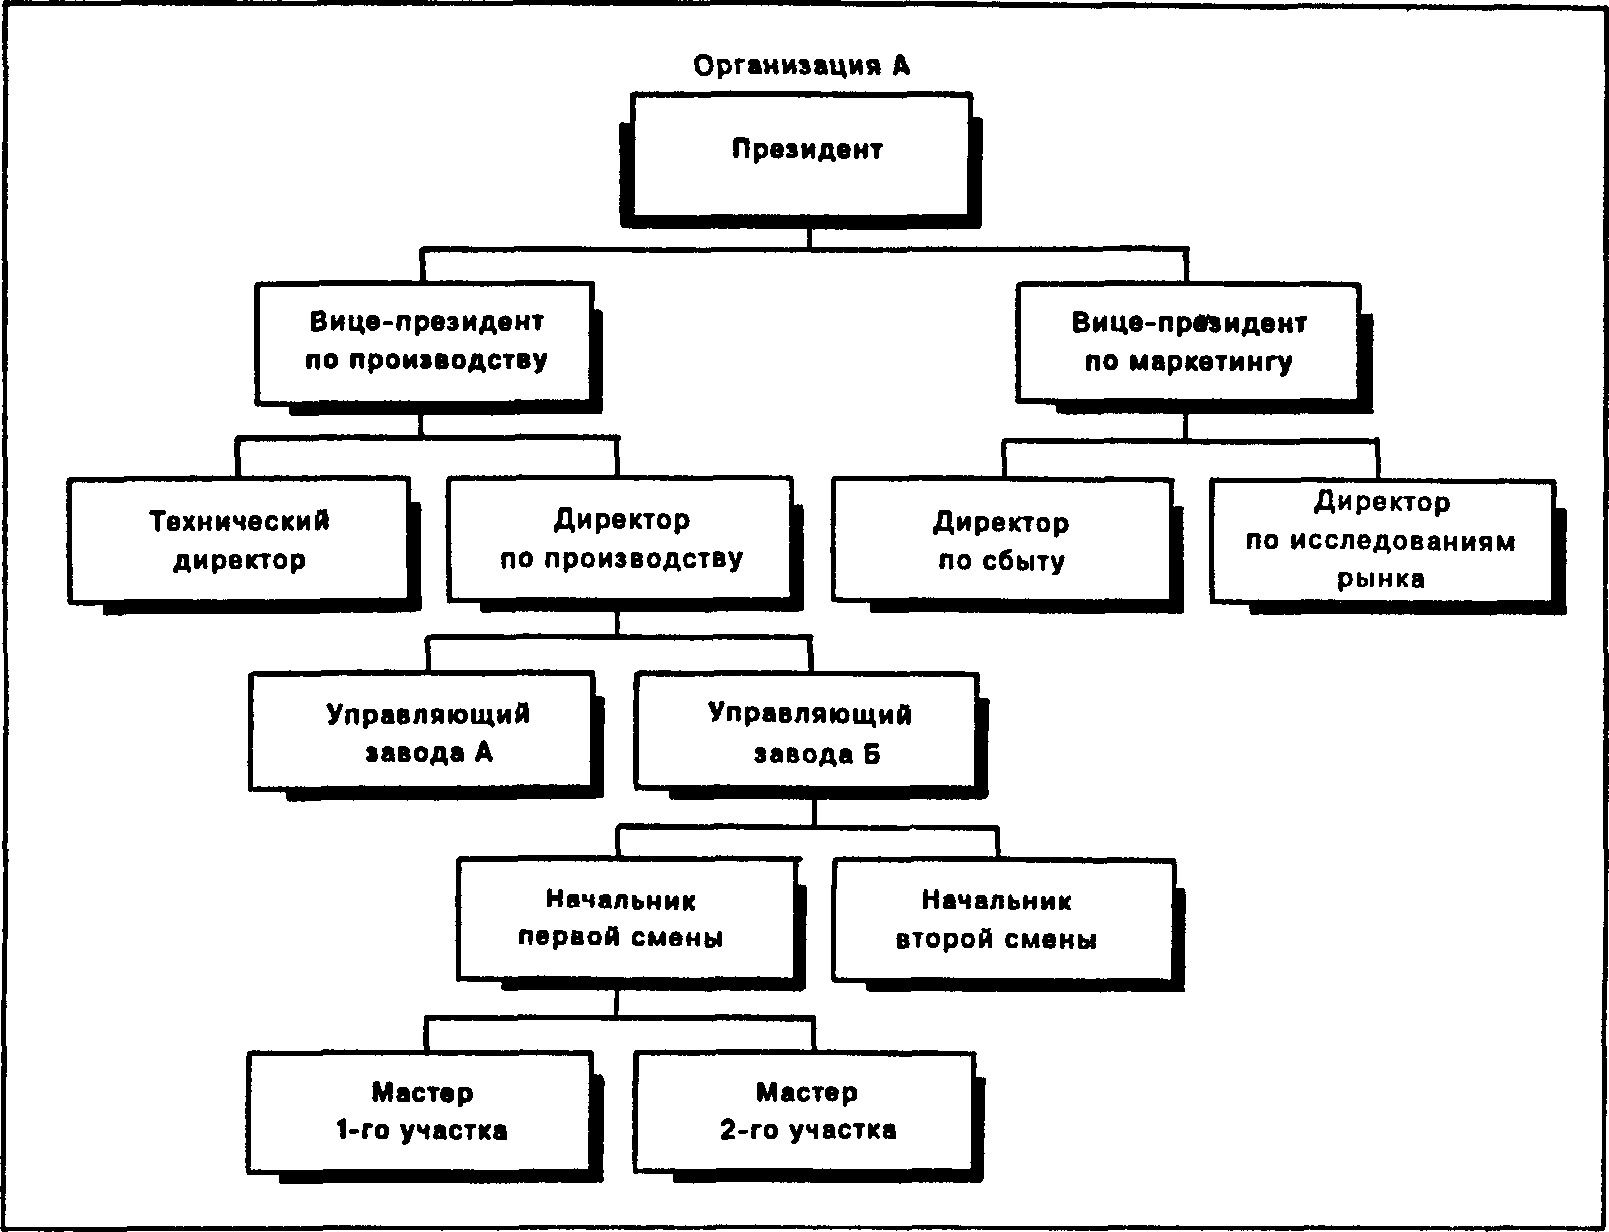 Организация А
Президент
Вице-президент
по производству
Вице-президент
по маркетингу
Технический
директор
Директор
по производству
Директор
по сбыту
Директор
по исследованиям
рынка
Управляющий
завода А
Управляющий
завода Б
Начальник
первой смены
Начальник
второй смены
Мастер
1-го участка
Мастер
2-го участка